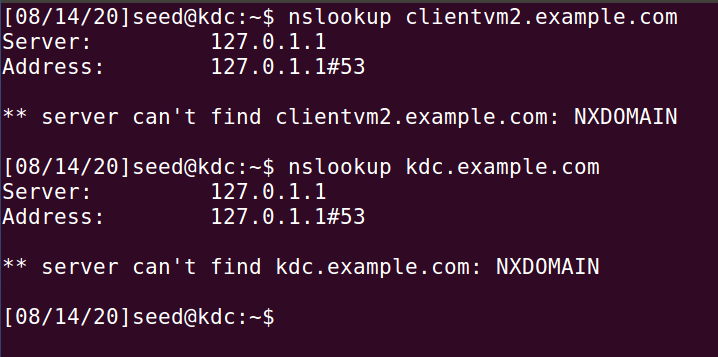 [08/14/20]seed@kdc:~$ nslookup clientvm2.example.com
Server:         127.0.1.1
Address:        127.0.1.1#53
** server can't find clientvm2.example.com: NXDOMAIN
[08/14/20]seed@kdc:~$ nslookup kdc.example.com
Server:         127.0.1.1
Address:        127.0.1.1#53
** server can't find kdc.example.com: NXDOMAIN
[08/14/20]seed@kdc:~$